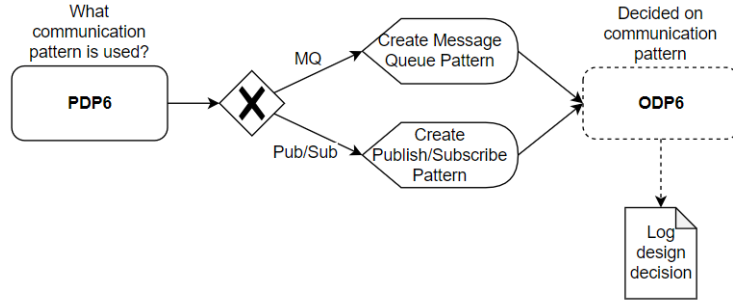 What
communication
pattern is used?
PDP6
MQ
Pub/Sub
Create Message
Queue Pattern
Create
Publish/Subscribe
Pattern
Decided on
communication
pattern
ODP6
Log
design
decision